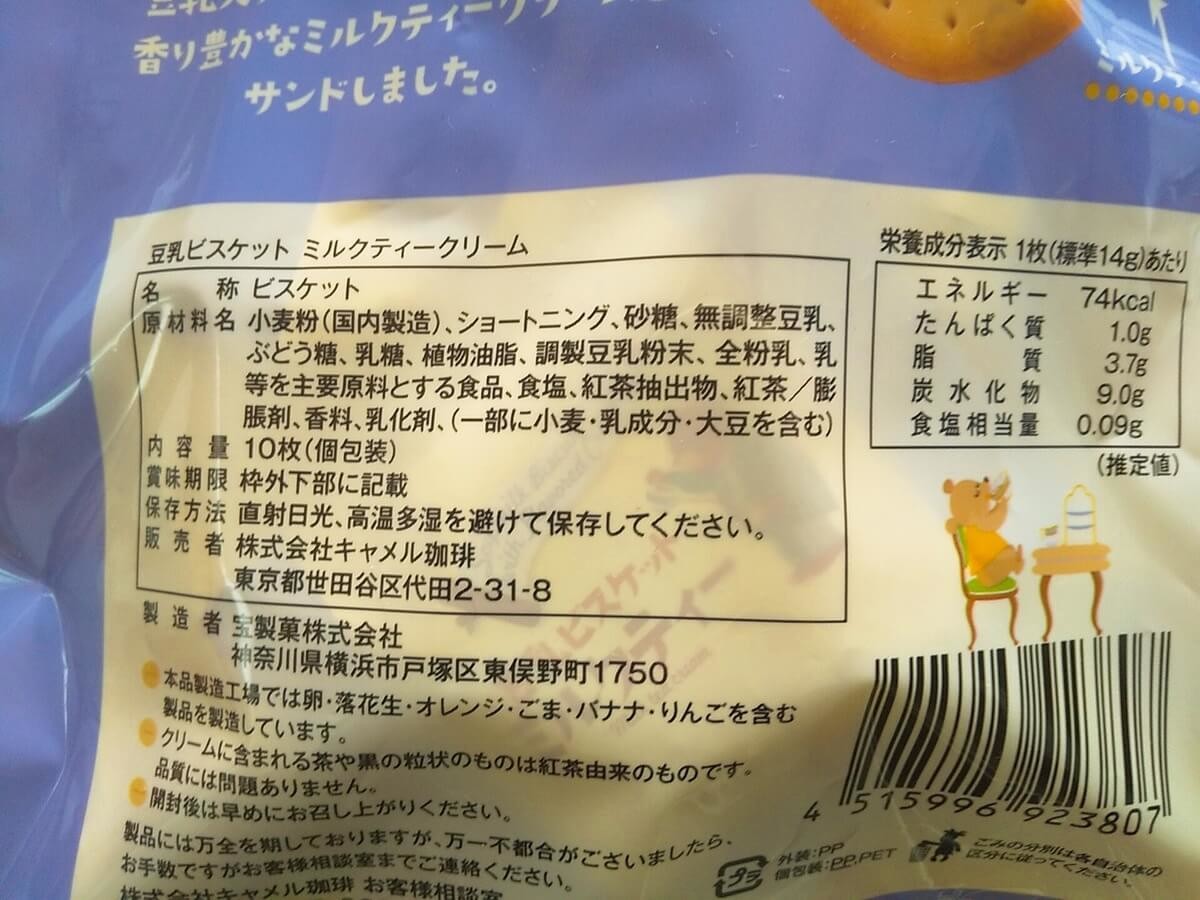 香り豊かなミルクティークリーム
サンドしました。
豆乳ビスケット ミルクティークリーム
名称 ビスケット
原材料名 小麦粉(国内製造)、ショートニング、砂糖、無調整豆乳、
ぶどう糖、乳糖、植物油脂、調製豆乳粉末、全粉乳、乳
等を主要原料とする食品、食塩、紅茶抽出物、紅茶/膨
脹剤、香料、乳化剤、(一部に小麦・乳成分・大豆を含む)
内容量 10枚(個包装)
賞味期限 枠外下部に記載
保存方法 直射日光、高温多湿を避けて保存してください。
販売者 株式会社キャメル珈琲
東京都世田谷区代田2-31-8
製造者 宝製菓株式会社
神奈川県横浜市戸塚区東俣野町1750
本品製造工場では卵・落花生・オレンジ・ごま・バナナ・りんごを含む
製品を製造しています。
クリームに含まれる茶や黒の粒状のものは紅茶由来のものです。
品質には問題ありません。
開封後は早めにお召し上がりください。
製品には万全を期しておりますが、万一不都合がございましたら、
お手数ですがお客様相談室までご連絡ください。
株式会社キャメル珈琲 お客様相談室
栄養成分表示 1枚(標準14g)あたり
エネルギー 74kcal
たんぱく質 1.0g
脂質 3.7g
炭水化物 9.0g
食塩相当量 0.09g
(推定値)
4 515996 923807
プラ
外装:PP
個包装:PP,PET
ごみの分別は各自治体の
区分に従ってください。